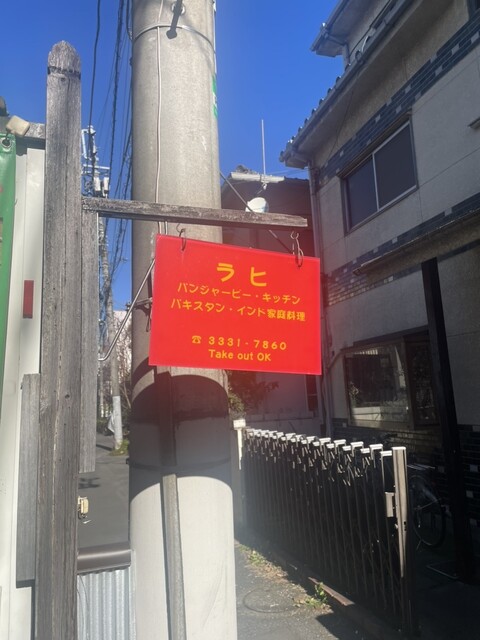 ラヒ
パンジャービー・キッチン
パキスタン・インド家庭料理
☎ 3331-7860
Take out OK